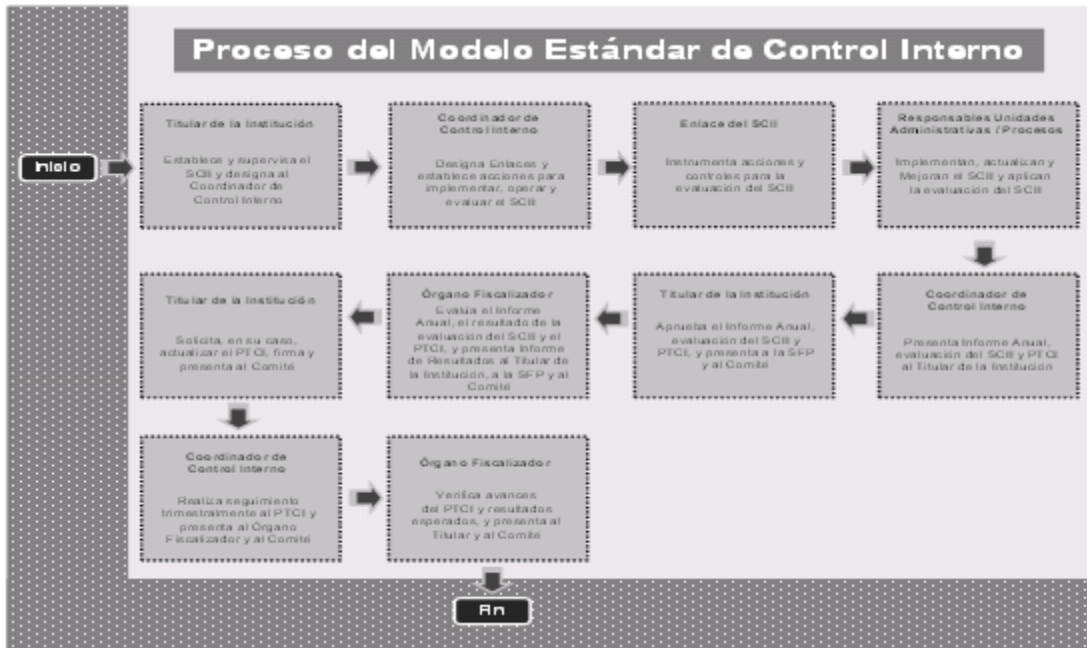 Proceso del Modelo Estándar de Control Interno
Inicio
Titular de la Institución
Establece y supervisa el
SCII y designa al
Coordinador de
Control Interno
Coordinador de
Control Interno
Designa Enlaces y
establece acciones para
implementar, operar y
evaluar el SCII
Enlace del SCII
Instrumenta acciones y
controles para la
evaluación del SCII
Responsables Unidades
Administrativas / Procesos
Implementan, actualizan y
Mejoran el SCII y aplican
la evaluación del SCII
Coordinador de
Control Interno
Presenta Informe Anual,
evaluación del SCII y PTCI
al Titular de la Institución
Titular de la Institución
Aprueba el Informe Anual,
evaluación del SCII y
PTCI, y presenta a la SFP
y al Comité
Órgano Fiscalizador
Evalúa el Informe
Anual, el resultado de la
evaluación del SCII y el
PTCI, y presenta Informe
de Resultados al Titular de
la Institución, a la SFP y al
Comité
Titular de la Institución
Solicita, en su caso,
actualizar el PTCI, firma y
presenta al Comité
Coordinador de
Control Interno
Realiza seguimiento
trimestralmente al PTCI y
presenta al Órgano
Fiscalizador y al Comité
Órgano Fiscalizador
Verifica avances
del PTCI y resultados
esperados, y presenta al
Titular y al Comité
Fin